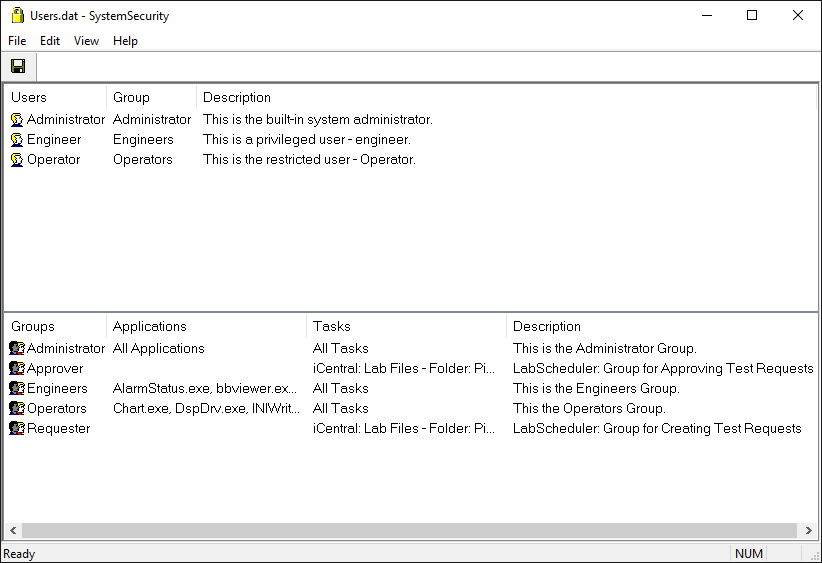 Users.dat - SystemSecurity
File Edit View Help
Users Group Description
Administrator Administrator This is the built-in system administrator.
Engineer Engineers This is a privileged user - engineer.
Operator Operators This is the restricted user - Operator.
Groups Applications Tasks Description
Administrator All Applications All Tasks This is the Administrator Group.
Approver iCentral: Lab Files - Folder: Pi... LabScheduler: Group for Approving Test Requests
Engineers AlarmStatus.exe, bbviewer.ex... All Tasks This is the Engineers Group.
Operators Chart.exe, DspDrv.exe, INIWrit... All Tasks This the Operators Group.
Requester iCentral: Lab Files - Folder: Pi... LabScheduler: Group for Creating Test Requests
Ready NUM